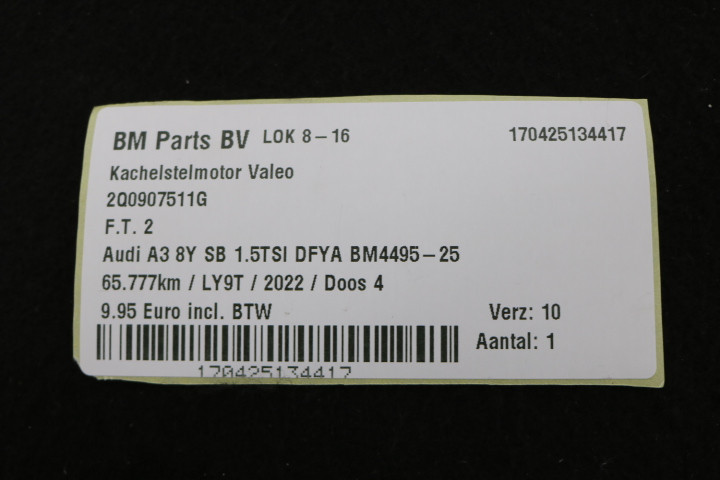 BM Parts BV LOK 8-16 170425134417
Kachelstelmotor Valeo
2Q0907511G
F.T. 2
Audi A3 8Y SB 1.5TSI DFYA BM4495-25
65.777km / LY9T / 2022 / Doos 4
9.95 Euro incl. BTW Verz: 10
Aantal: 1
170425134417